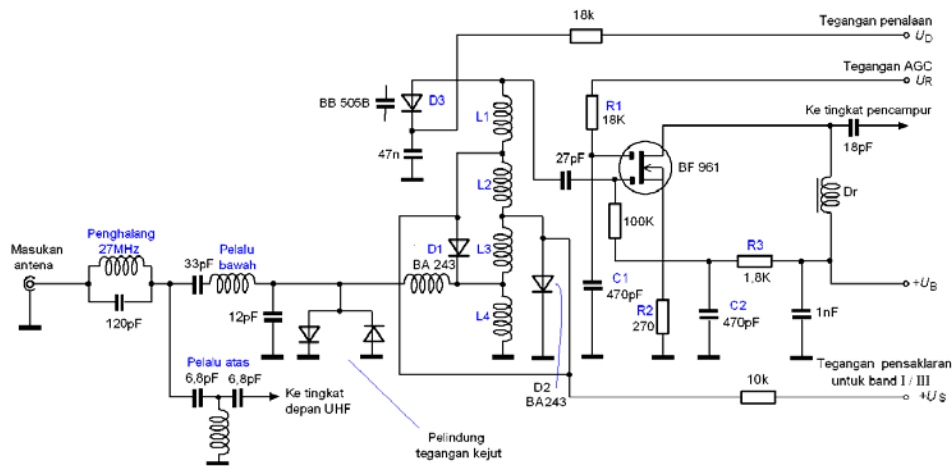 18k
Tegangan penalaan
U_D
Tegangan AGC
U_R
BB 505B
D3
L1
R1
18K
Ke tingkat pencampur
18pF
47n
27pF
BF 961
L2
Dr
100K
Masukan
antena
Penghalang
27MHz
33pF
Pelalu
bawah
D1
BA 243
L3
R3
1,8K
C1
470pF
+U_B
120pF
12pF
L4
R2
270
C2
470pF
1nF
Pelalu atas
6,8pF
6,8pF
Ke tingkat
depan UHF
D2
BA243
10k
Tegangan pensaklaran
untuk band I / III
+U_S
Pelindung
tegangan kejut